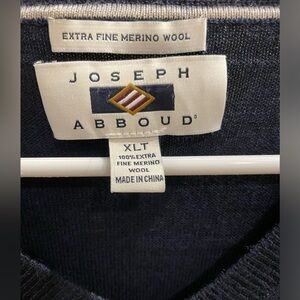 EXTRA FINE MERINO WOOL
JOSEPH
ABBOUD
XLT
100% EXTRA
FINE MERINO
WOOL
MADE IN CHINA